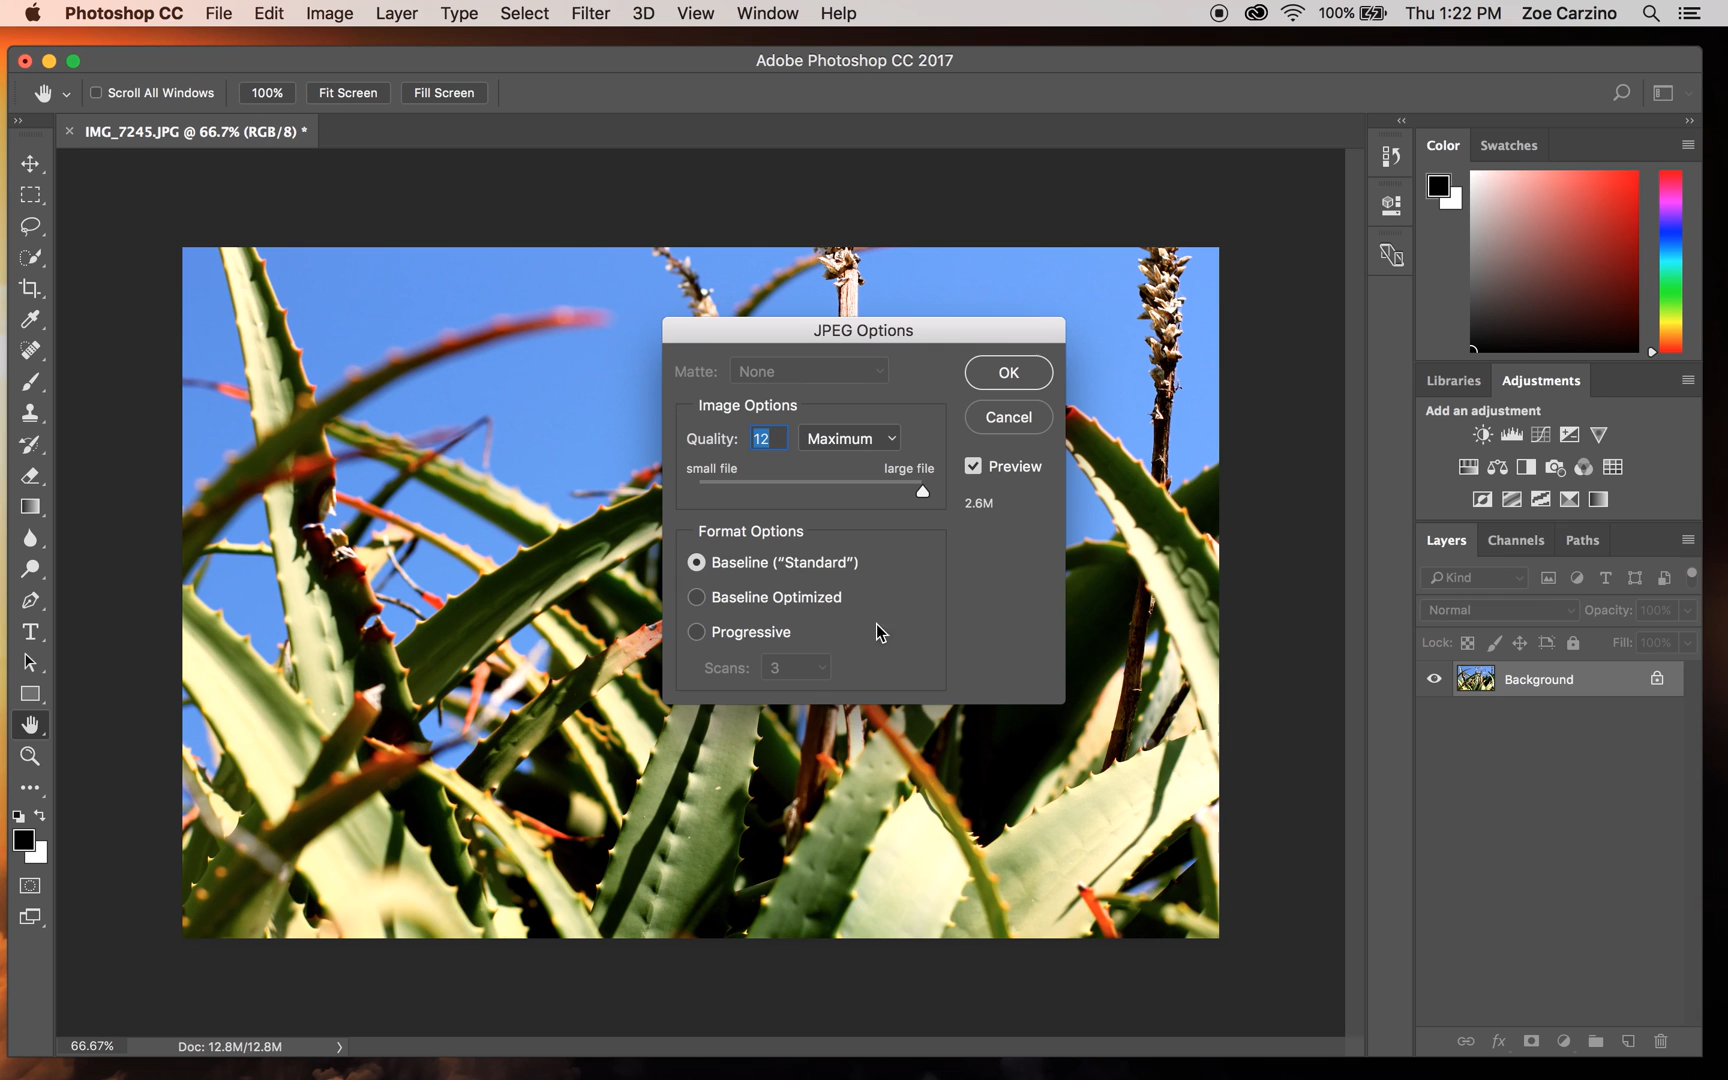 Photoshop CC File Edit Image Layer Type Select Filter 3D View Window Help 100% Thu 1:22 PM Zoe Carzino
Adobe Photoshop CC 2017
Scroll All Windows 100% Fit Screen Fill Screen
IMG_7245.JPG @ 66.7% (RGB/8) *
Color Swatches
JPEG Options
Matte: None
OK
Image Options
Cancel
Quality: 12 Maximum
small file large file
Preview
2.6M
Format Options
Baseline (“Standard”)
Baseline Optimized
Progressive
Scans: 3
Libraries Adjustments
Add an adjustment
Layers Channels Paths
Kind
Normal Opacity: 100%
Lock: Fill: 100%
Background
fx
66.67% Doc: 12.8M/12.8M